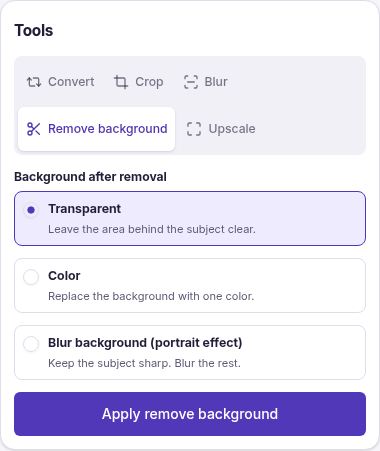 Tools
Convert Crop Blur
Remove background Upscale
Background after removal
Transparent
Leave the area behind the subject clear.
Color
Replace the background with one color.
Blur background (portrait effect)
Keep the subject sharp. Blur the rest.
Apply remove background